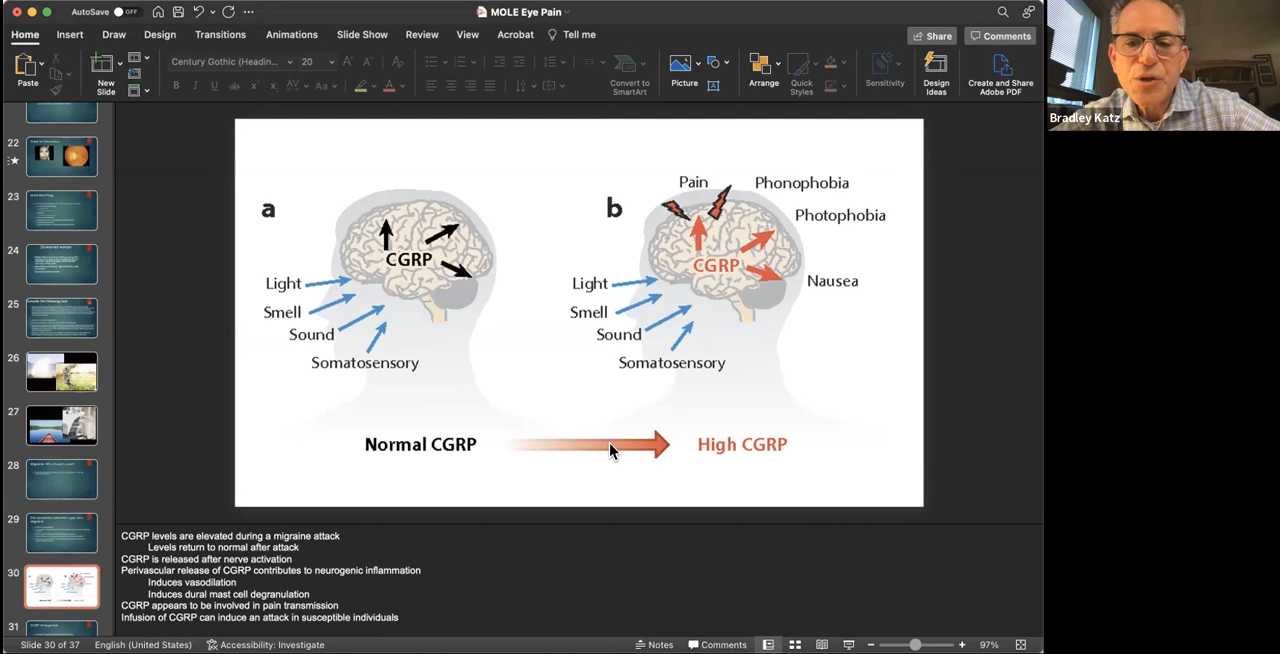 AutoSave OFF
MOLE Eye Pain
Home Insert Draw Design Transitions Animations Slide Show Review View Acrobat Tell me
Share Comments
Paste
New Slide
Century Gothic (Headin... 20
Convert to SmartArt
Picture
Arrange
Quick Styles
Sensitivity
Design Ideas
Create and Share Adobe PDF
Bradley Katz
22
23
24
25
26
27
28
29
30
31
a
CGRP
Light
Smell
Sound
Somatosensory
b
Pain
Phonophobia
Photophobia
CGRP
Nausea
Light
Smell
Sound
Somatosensory
Normal CGRP
High CGRP
CGRP levels are elevated during a migraine attack
Levels return to normal after attack
CGRP is released after nerve activation
Perivascular release of CGRP contributes to neurogenic inflammation
Induces vasodilation
Induces dural mast cell degranulation
CGRP appears to be involved in pain transmission
Infusion of CGRP can induce an attack in susceptible individuals
Slide 30 of 37 English (United States) Accessibility: Investigate Notes Comments 97%